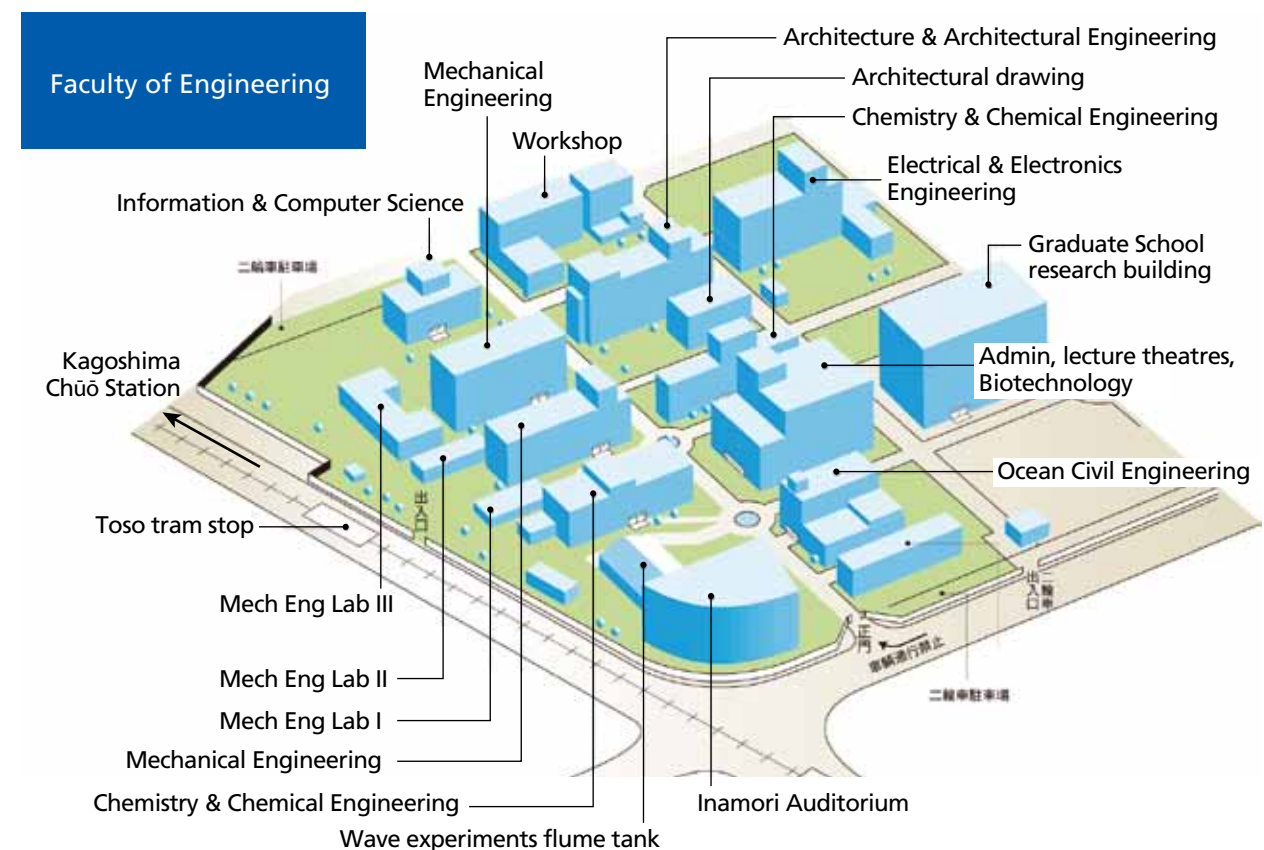 Faculty of Engineering
Architecture & Architectural Engineering
Mechanical
Engineering
Architectural drawing
Chemistry & Chemical Engineering
Workshop
Electrical & Electronics
Engineering
Information & Computer Science
Graduate School
research building
二輪車駐車場
Kagoshima
Chūō Station
Admin, lecture theatres,
Biotechnology
Ocean Civil Engineering
出入口
Toso tram stop
二輪車
出入口
Mech Eng Lab III
正門
車輌通行禁止
Mech Eng Lab II
二輪車駐車場
Mech Eng Lab I
Mechanical Engineering
Chemistry & Chemical Engineering
Inamori Auditorium
Wave experiments flume tank